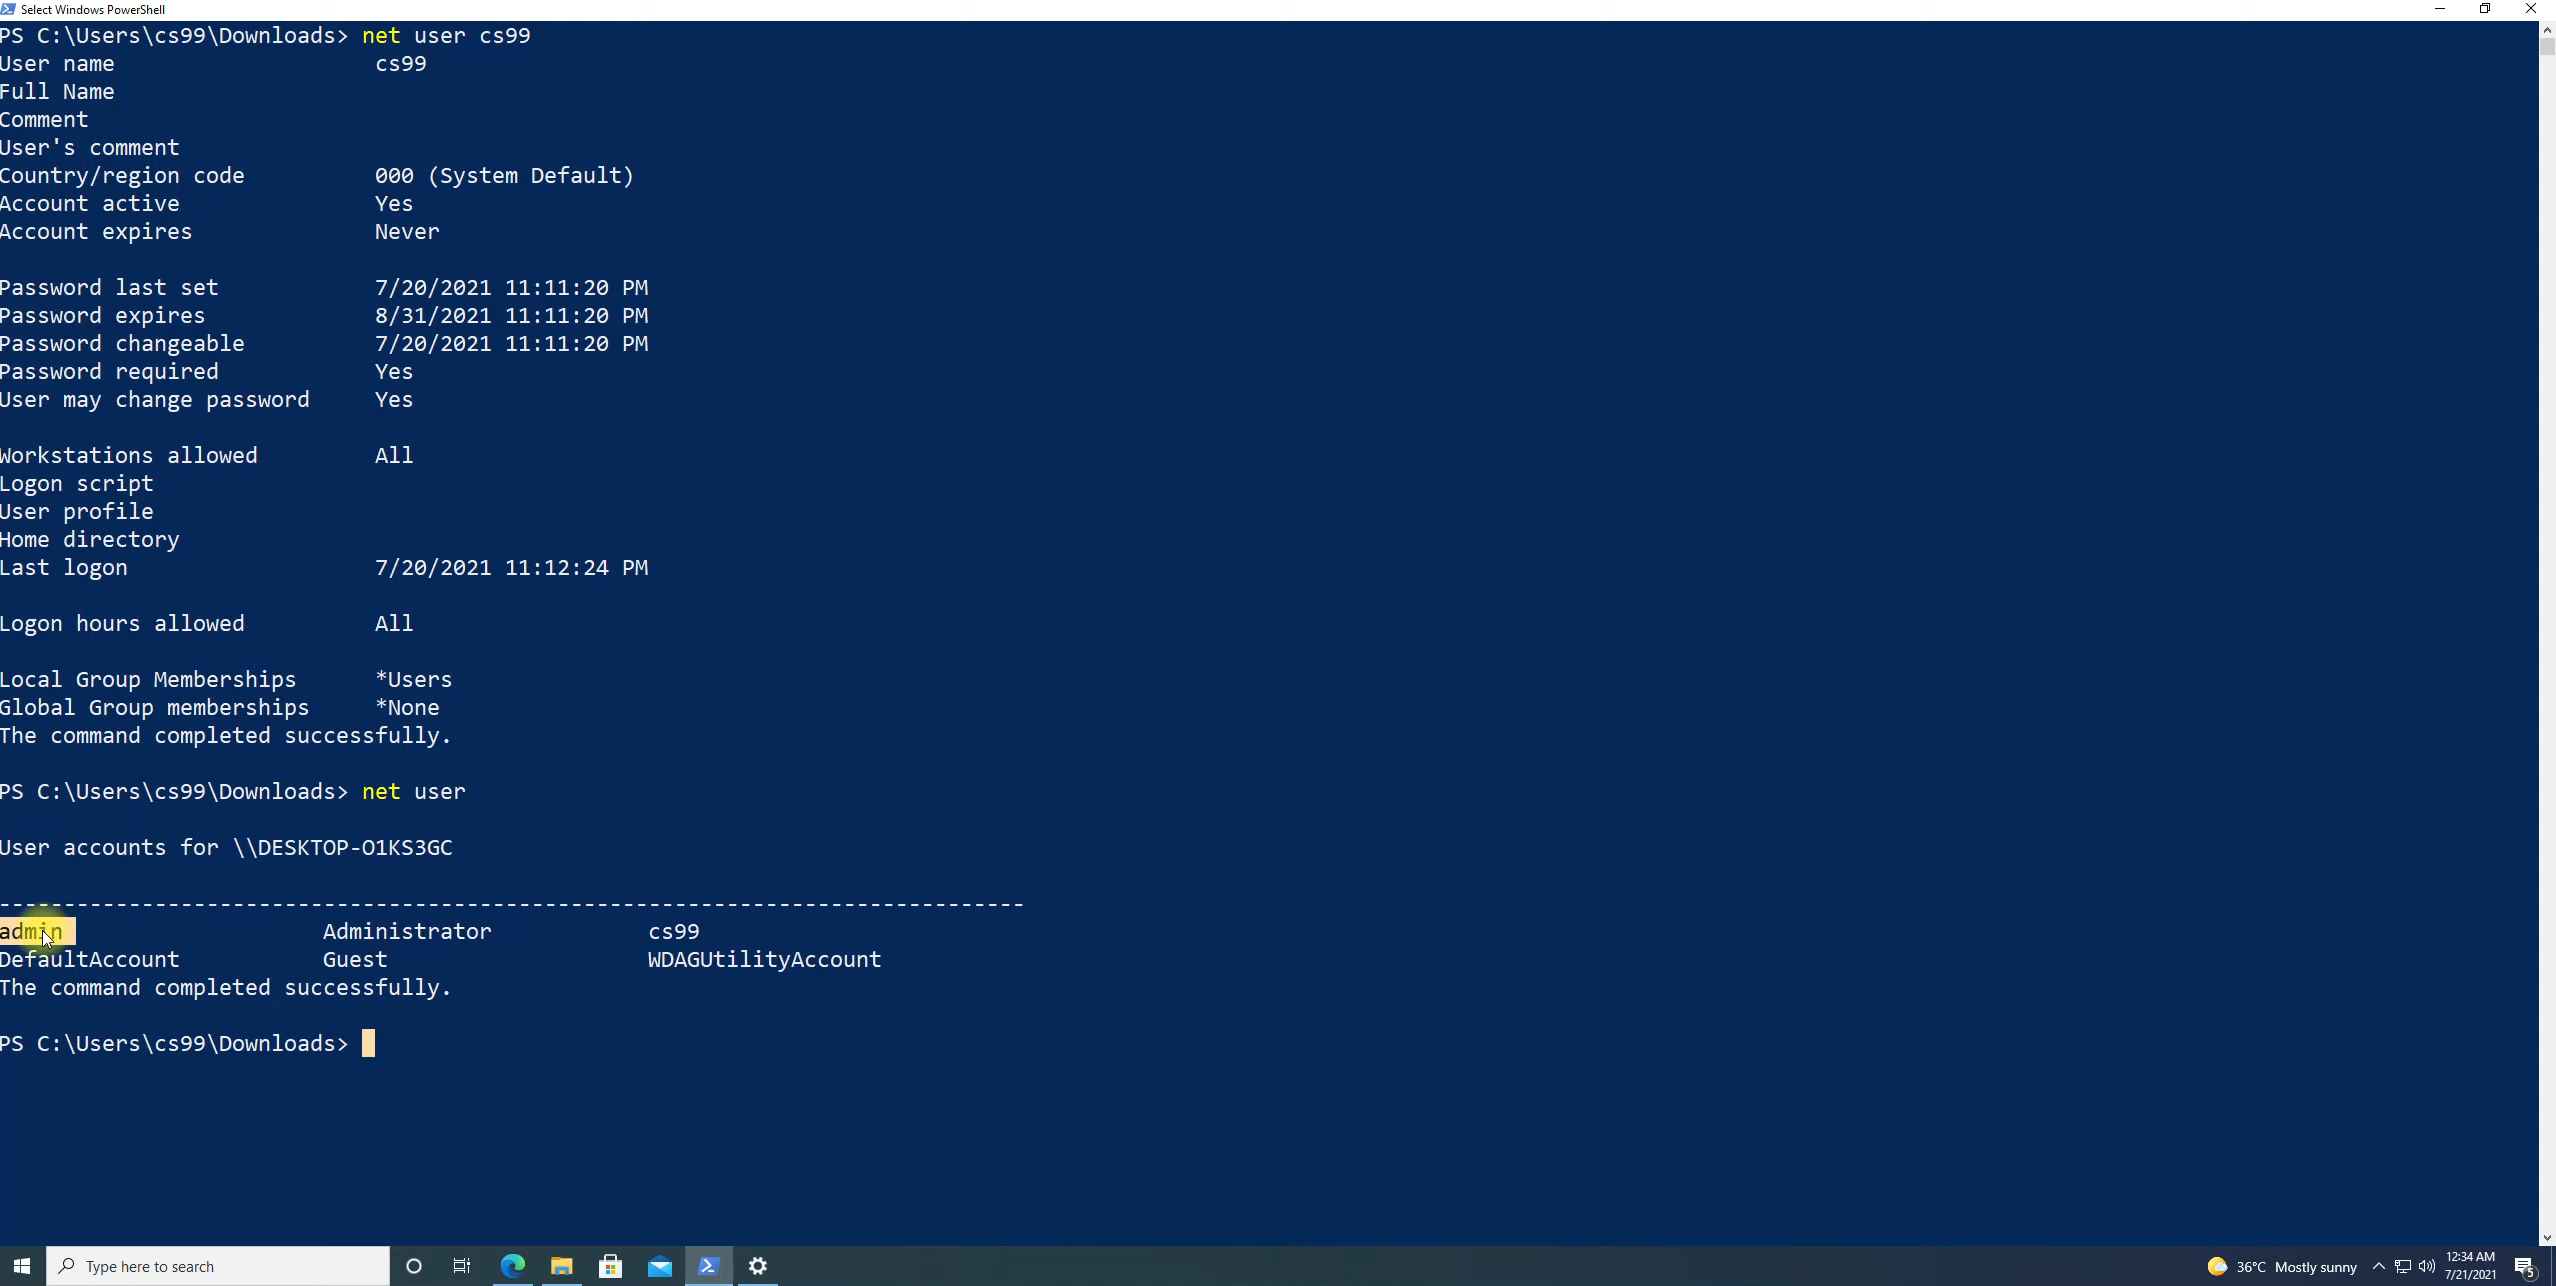 Select Windows PowerShell
PS C:\Users\cs99\Downloads> net user cs99
User name cs99
Full Name
Comment
User's comment
Country/region code 000 (System Default)
Account active Yes
Account expires Never
Password last set 7/20/2021 11:11:20 PM
Password expires 8/31/2021 11:11:20 PM
Password changeable 7/20/2021 11:11:20 PM
Password required Yes
User may change password Yes
Workstations allowed All
Logon script
User profile
Home directory
Last logon 7/20/2021 11:12:24 PM
Logon hours allowed All
Local Group Memberships *Users
Global Group memberships *None
The command completed successfully.
PS C:\Users\cs99\Downloads> net user
User accounts for \\DESKTOP-O1KS3GC
-------------------------------------------------------------------------------
admin Administrator cs99
DefaultAccount Guest WDAGUtilityAccount
The command completed successfully.
PS C:\Users\cs99\Downloads>
Type here to search
36°C Mostly sunny
12:34 AM
7/21/2021
5